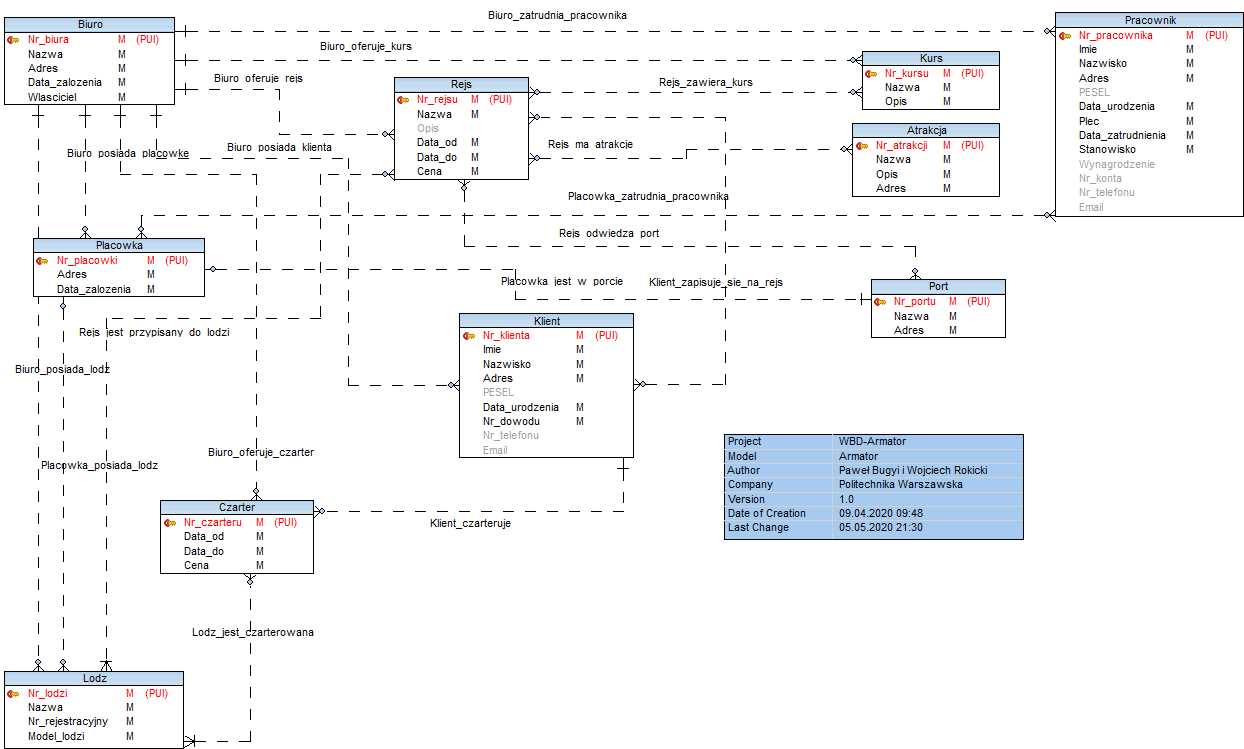 Biuro
Nr_biura M (PUI)
Nazwa M
Adres M
Data_zalozenia M
Wlasciciel M
Biuro_zatrudnia_pracownika
Biuro_oferuje_kurs
Biuro oferuje rejs
Rejs
Nr_rejsu M (PUI)
Nazwa M
Opis
Data_od M
Data_do M
Cena M
Rejs_zawiera_kurs
Kurs
Nr_kursu M (PUI)
Nazwa M
Opis M
Pracownik
Nr_pracownika M (PUI)
Imie M
Nazwisko M
Adres M
PESEL
Data_urodzenia M
Plec M
Data_zatrudnienia M
Stanowisko M
Wynagrodzenie
Nr_konta
Nr_telefonu
Email
Atrakcja
Nr_atrakcji M (PUI)
Nazwa M
Opis M
Adres M
Rejs ma atrakcje
Biuro posiada placowke
Biuro posiada klienta
Placowka_zatrudnia_pracownika
Rejs odwiedza port
Placowka
Nr_placowki M (PUI)
Adres M
Data_zalozenia M
Placowka jest w porcie
Klient_zapisuje_sie_na_rejs
Port
Nr_portu M (PUI)
Nazwa M
Adres M
Rejs jest przypisany do lodzi
Klient
Nr_klienta M (PUI)
Imie M
Nazwisko M
Adres M
PESEL
Data_urodzenia M
Nr_dowodu M
Nr_telefonu
Email
Biuro_posiada_lodz
Placowka_posiada_lodz
Biuro_oferuje_czarter
Project WBD-Armator
Model Armator
Author Paweł Bugyi i Wojciech Rokicki
Company Politechnika Warszawska
Version 1.0
Date of Creation 09.04.2020 09:48
Last Change 05.05.2020 21:30
Czarter
Nr_czarteru M (PUI)
Data_od M
Data_do M
Cena M
Klient_czarteruje
Lodz_jest_czarterowana
Lodz
Nr_lodzi M (PUI)
Nazwa M
Nr_rejestracyjny M
Model_lodzi M